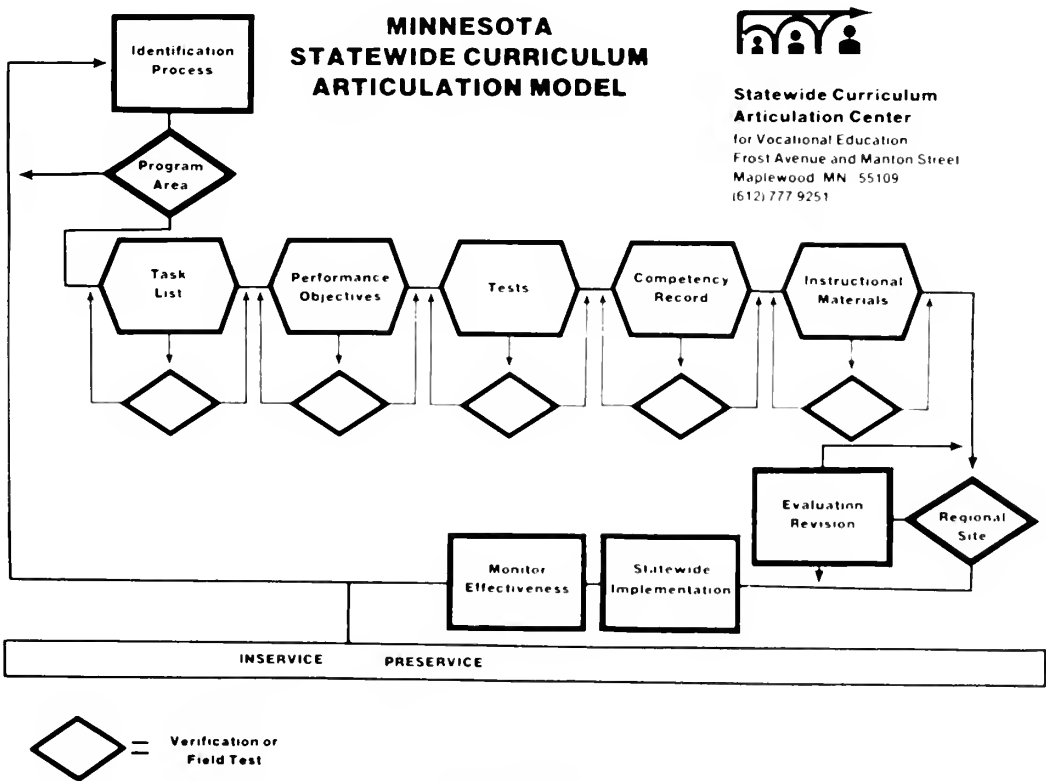 MINNESOTA
STATEWIDE CURRICULUM
ARTICULATION MODEL
Statewide Curriculum
Articulation Center
for Vocational Education
Frost Avenue and Manton Street
Maplewood MN 55109
(612) 777 9251
Identification
Process
Program
Area
Task
List
Performance
Objectives
Tests
Competency
Record
Instructional
Materials
Evaluation
Revision
Regional
Site
Monitor
Effectiveness
Statewide
Implementation
INSERVICE PRESERVICE
= Verification or
Field Test